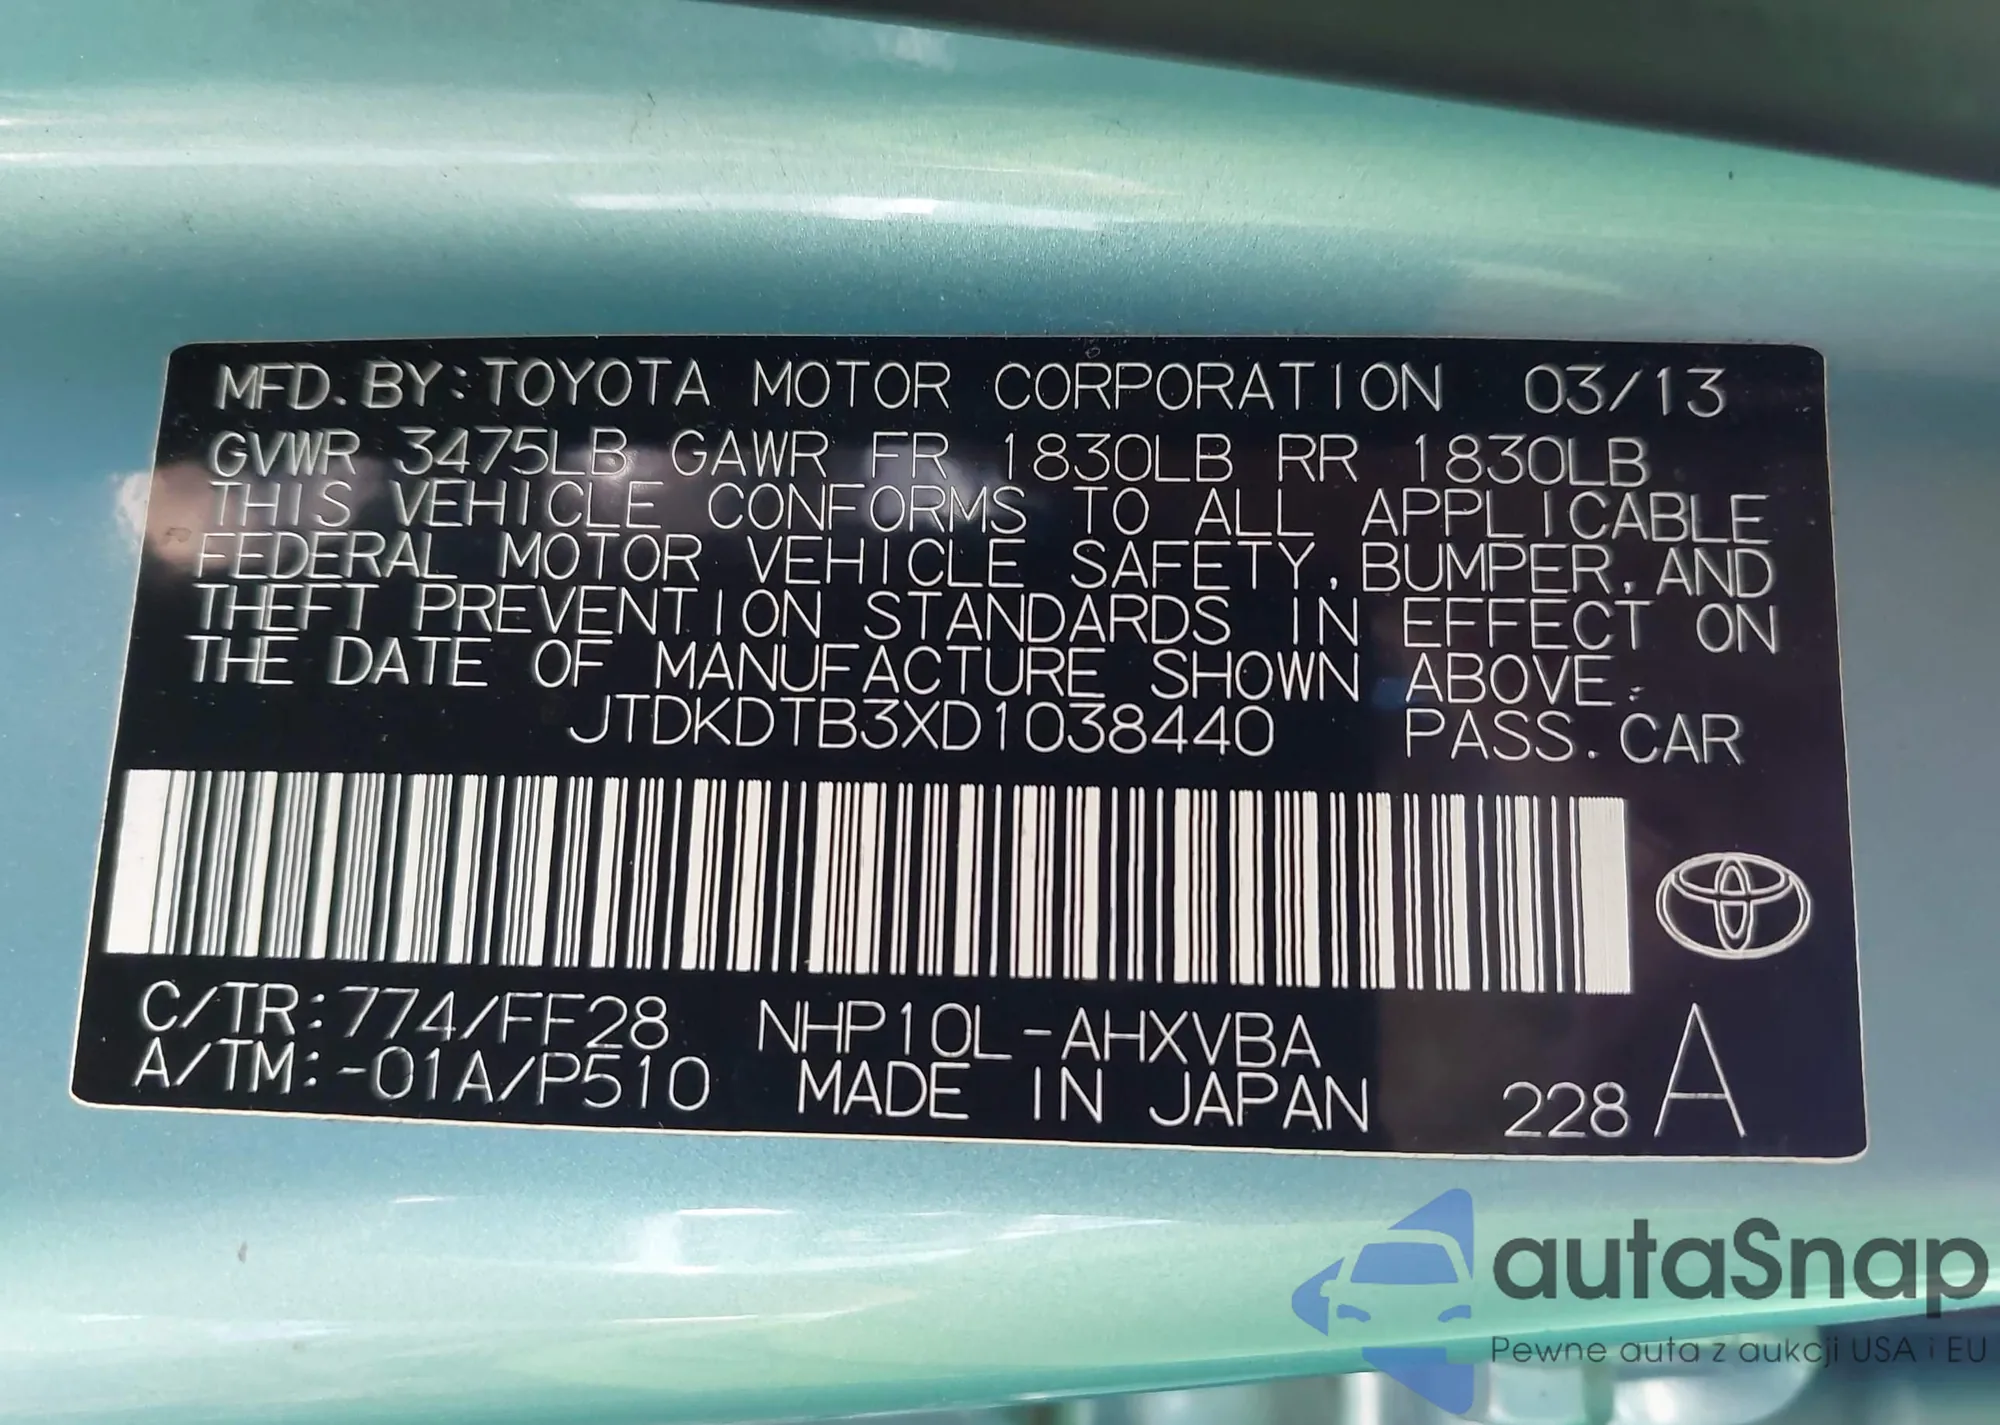 MFD. BY: TOYOTA MOTOR CORPORATION 03/13
GVWR 3475LB GAWR FR 1830LB RR 1830LB
THIS VEHICLE CONFORMS TO ALL APPLICABLE
FEDERAL MOTOR VEHICLE SAFETY, BUMPER, AND
THEFT PREVENTION STANDARDS IN EFFECT ON
THE DATE OF MANUFACTURE SHOWN ABOVE.
JTDKDTB3XD1038440 PASS. CAR
C/TR: 774/FF28 NHP10L-AHXVBA
A/TM: -01A/P510 MADE IN JAPAN 228 A
autaSnap
Pewne auta z aukcji USA i EU